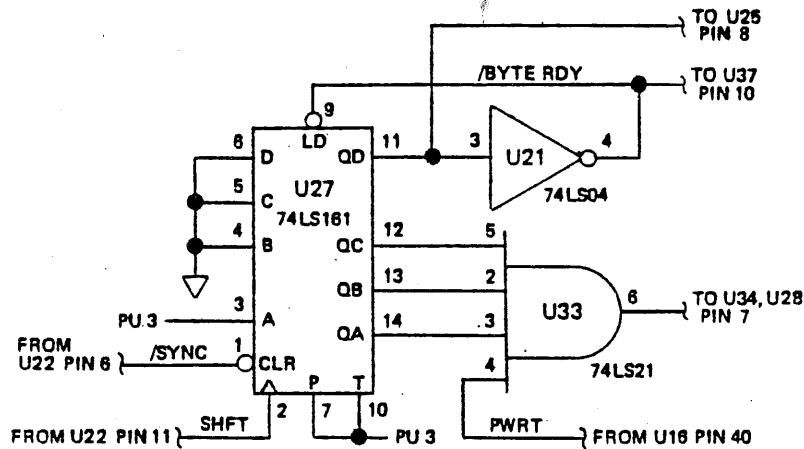 TO U25
PIN 8
/BYTE RDY
TO U37
PIN 10
9
LD
6
D
QD
11
3
U21
4
74LS04
U27
5
C
74LS161
4
B
QC
12
5
QB
13
2
U33
6
TO U34, U28
PIN 7
3
PU.3
A
QA
14
3
4
74LS21
FROM
U22 PIN 6
/SYNC
1
CLR
P
T
2
7
10
PWRT
FROM U22 PIN 11
SHFT
PU 3
FROM U16 PIN 40